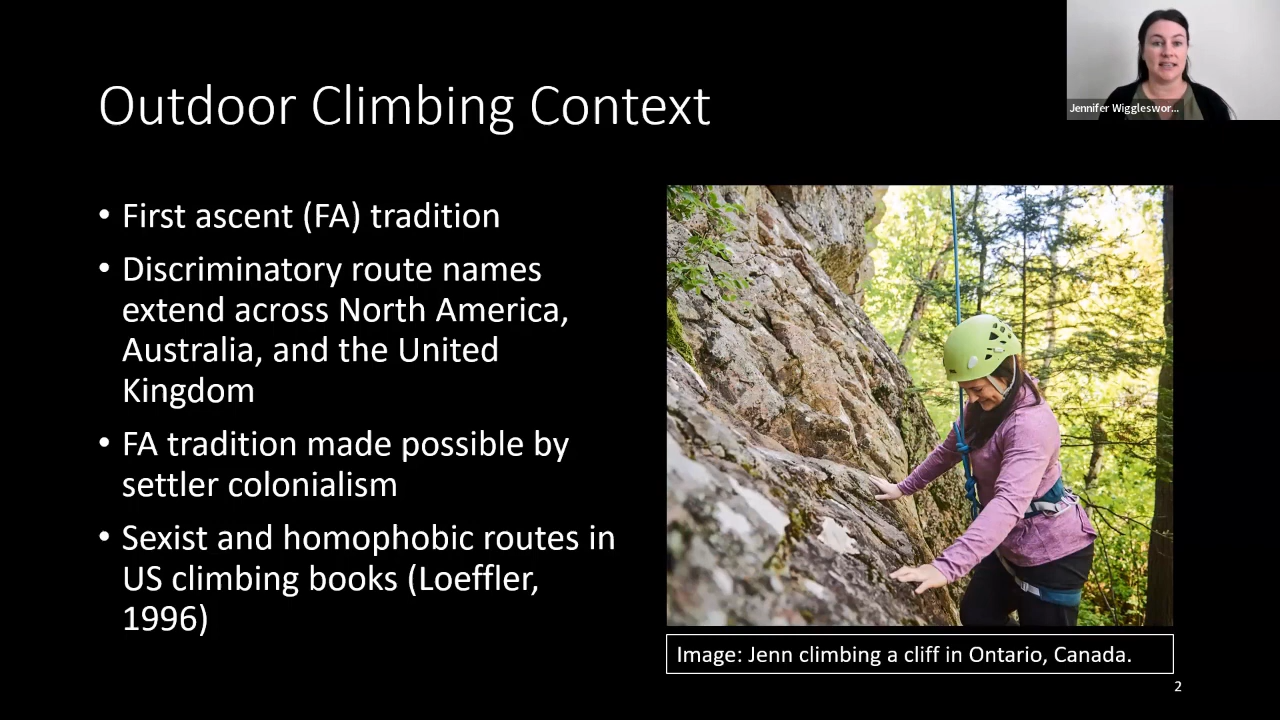 Outdoor Climbing Context
Jennifer Wiggleswor...
• First ascent (FA) tradition
• Discriminatory route names
extend across North America,
Australia, and the United
Kingdom
• FA tradition made possible by
settler colonialism
• Sexist and homophobic routes in
US climbing books (Loeffler,
1996)
Image: Jenn climbing a cliff in Ontario, Canada.
2